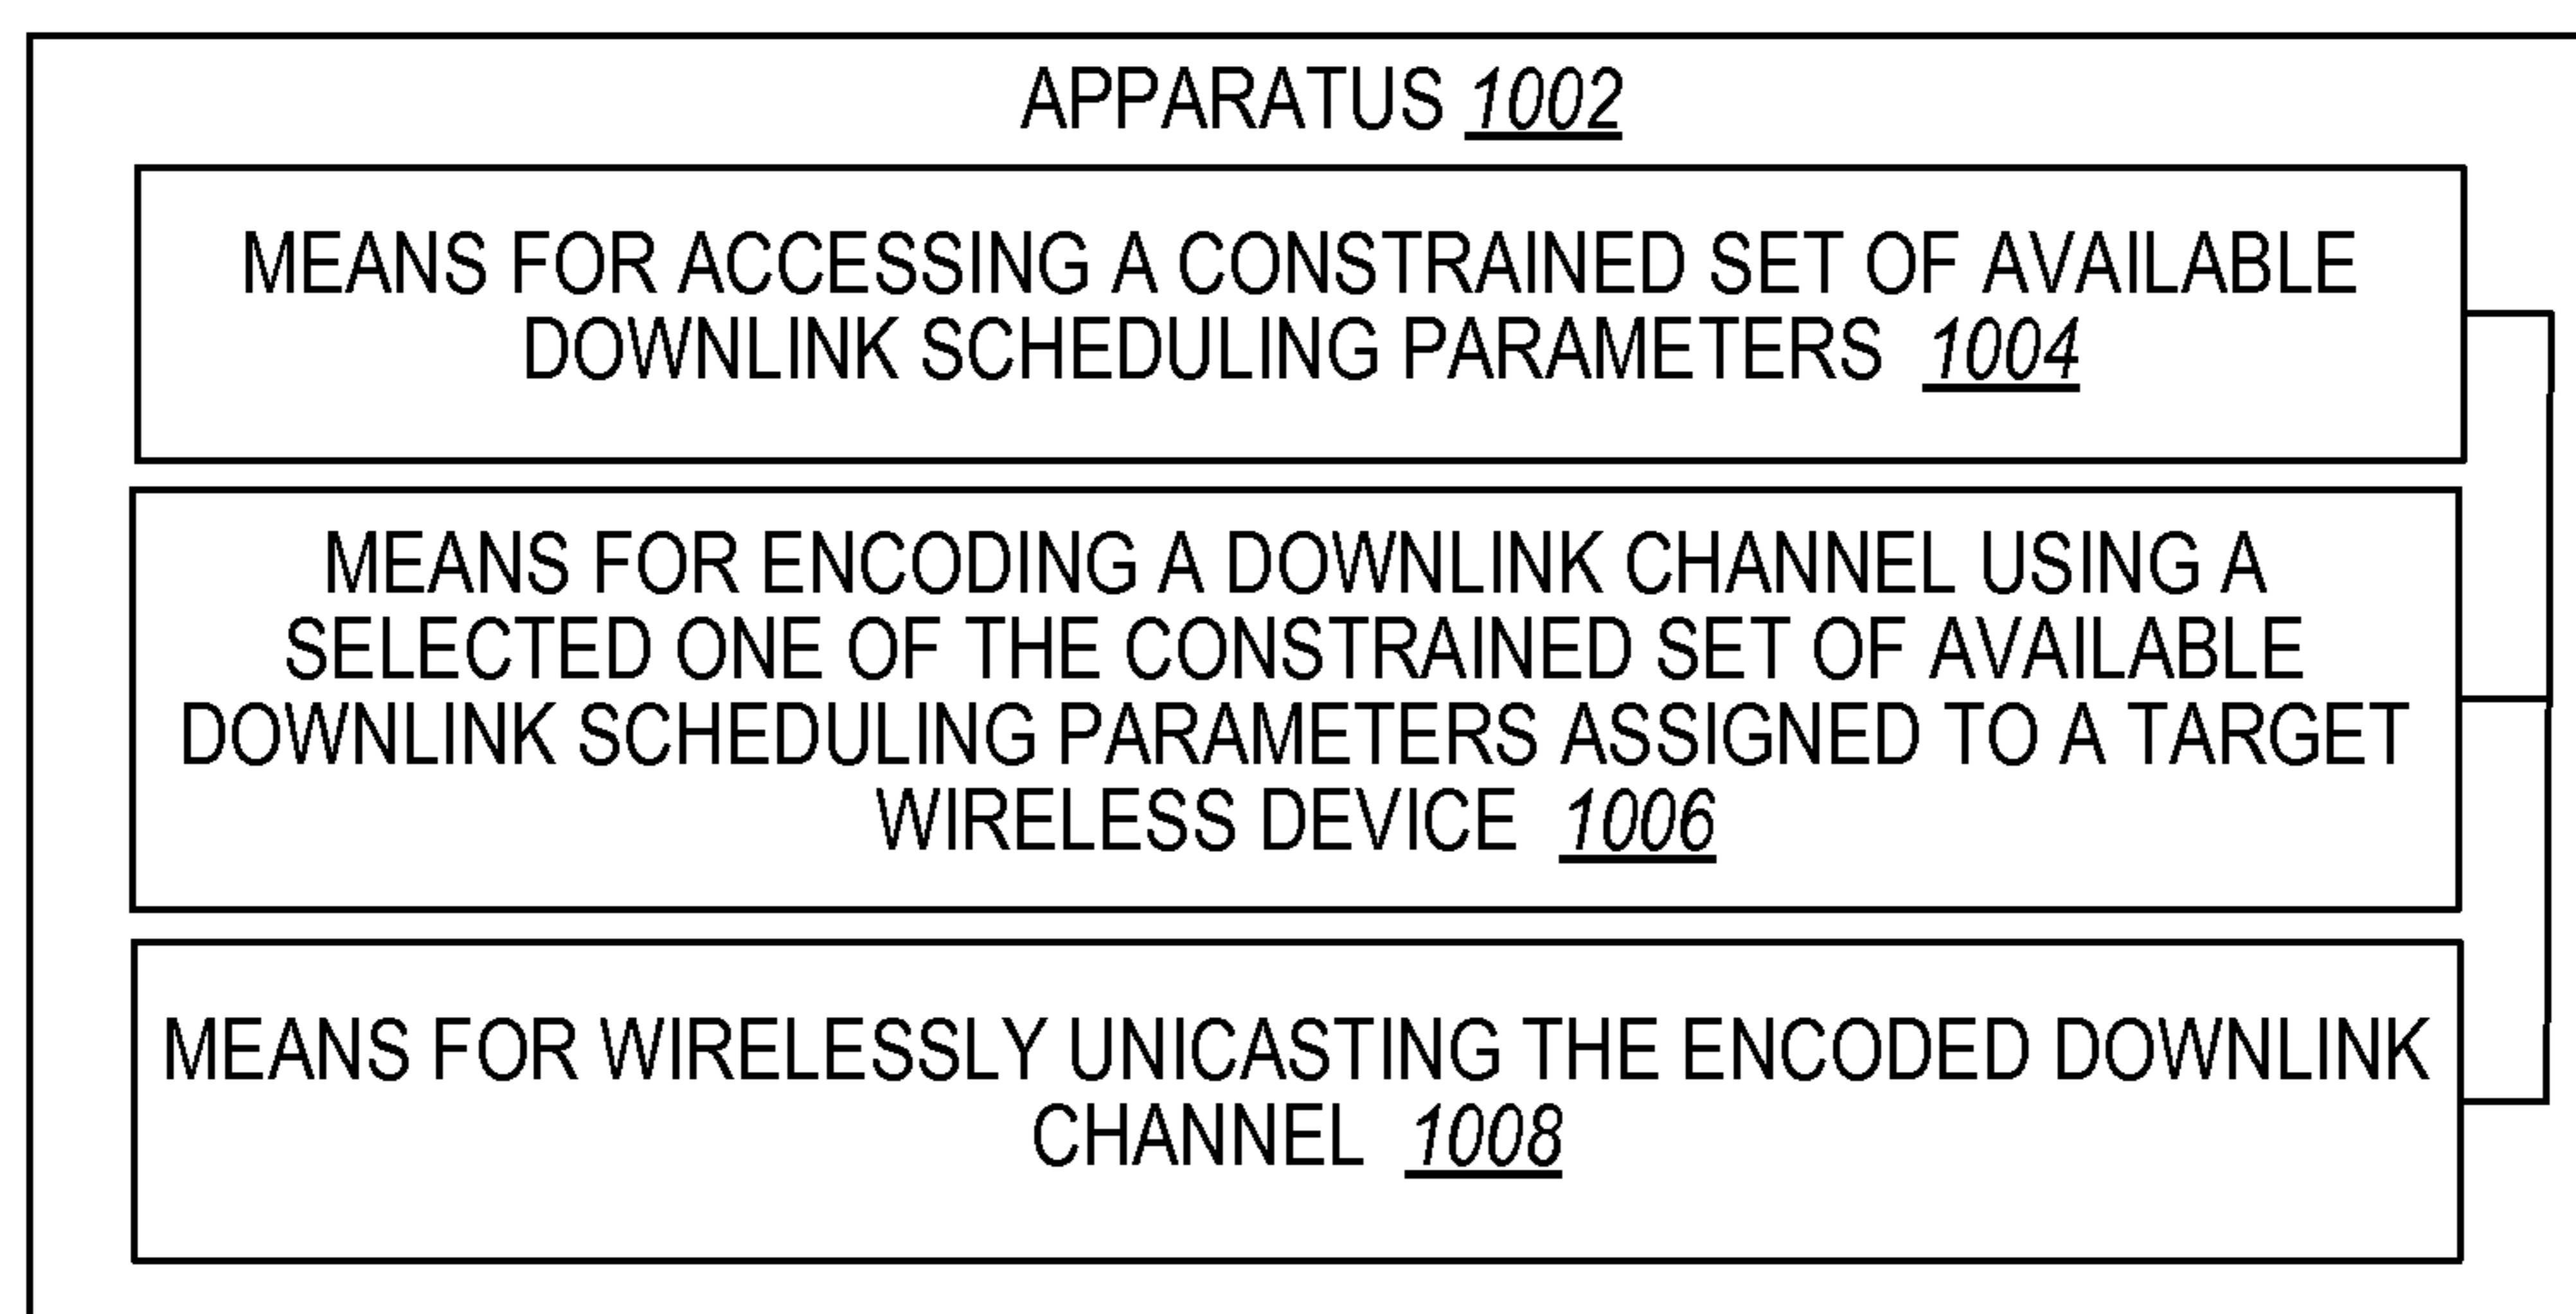 APPARATUS 1002
MEANS FOR ACCESSING A CONSTRAINED SET OF AVAILABLE
DOWNLINK SCHEDULING PARAMETERS 1004
MEANS FOR ENCODING A DOWNLINK CHANNEL USING A
SELECTED ONE OF THE CONSTRAINED SET OF AVAILABLE
DOWNLINK SCHEDULING PARAMETERS ASSIGNED TO A TARGET
WIRELESS DEVICE 1006
MEANS FOR WIRELESSLY UNICASTING THE ENCODED DOWNLINK
CHANNEL 1008